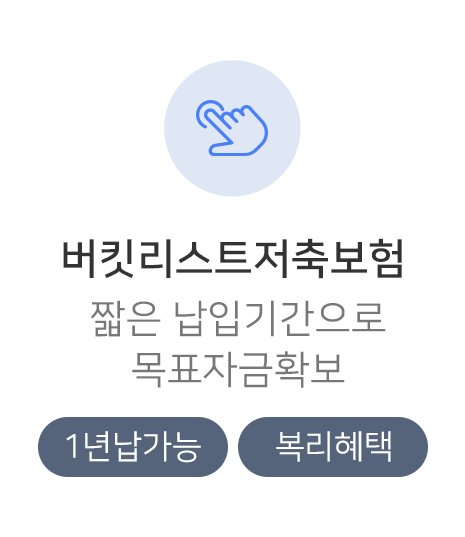 버킷리스트저축보험
짧은 납입기간으로
목표자금확보
1년납가능 복리혜택